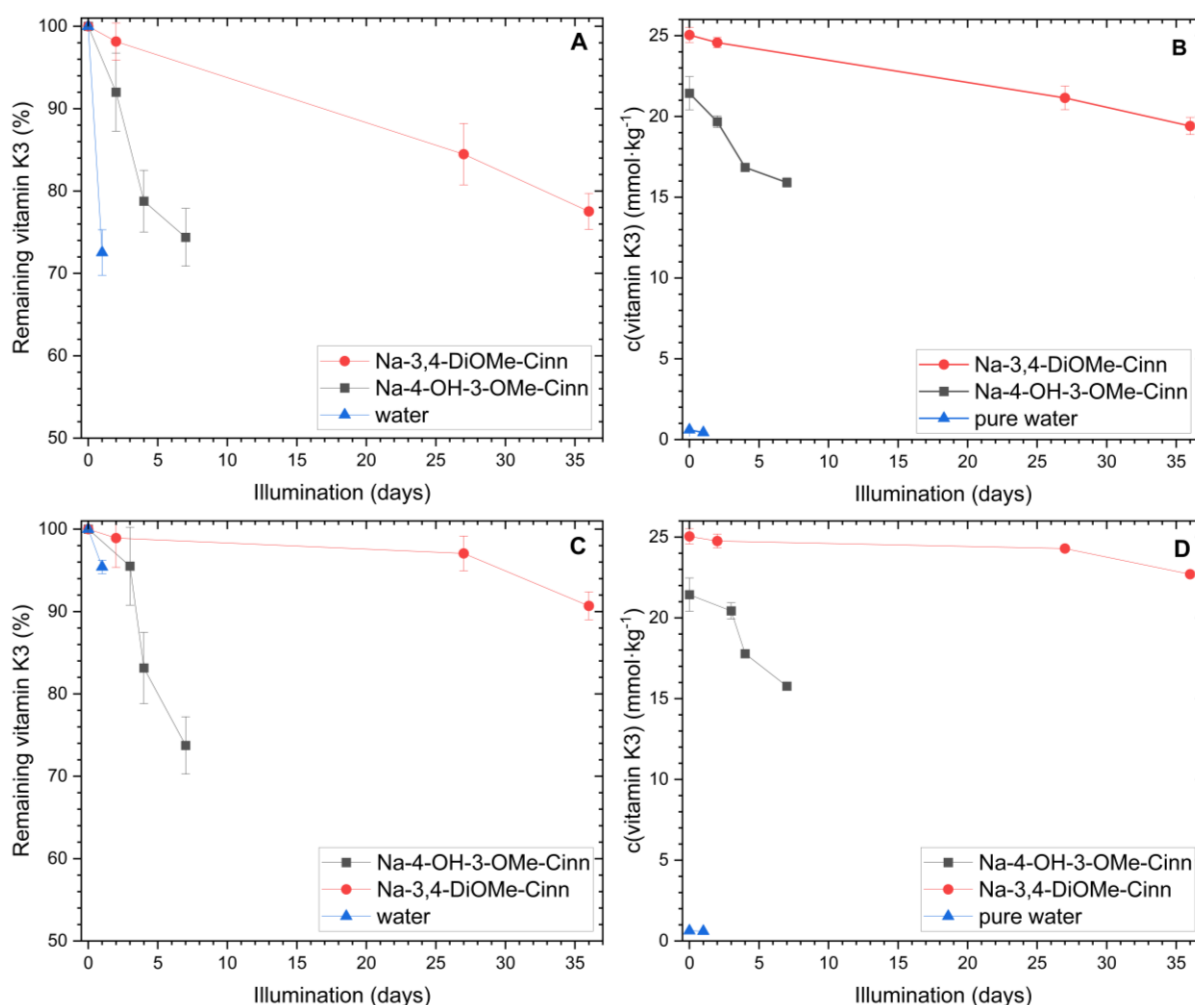 A
Remaining vitamin K3 (%)
100
90
80
70
60
50
Na-3,4-DiOMe-Cinn
Na-4-OH-3-OMe-Cinn
water
0 5 10 15 20 25 30 35
Illumination (days)
B
c(vitamin K3) (mmol·kg⁻¹)
25
20
15
10
5
0
Na-3,4-DiOMe-Cinn
Na-4-OH-3-OMe-Cinn
pure water
0 5 10 15 20 25 30 35
Illumination (days)
C
Remaining vitamin K3 (%)
100
90
80
70
60
50
Na-4-OH-3-OMe-Cinn
Na-3,4-DiOMe-Cinn
water
0 5 10 15 20 25 30 35
Illumination (days)
D
c(vitamin K3) (mmol·kg⁻¹)
25
20
15
10
5
0
Na-4-OH-3-OMe-Cinn
Na-3,4-DiOMe-Cinn
pure water
0 5 10 15 20 25 30 35
Illumination (days)